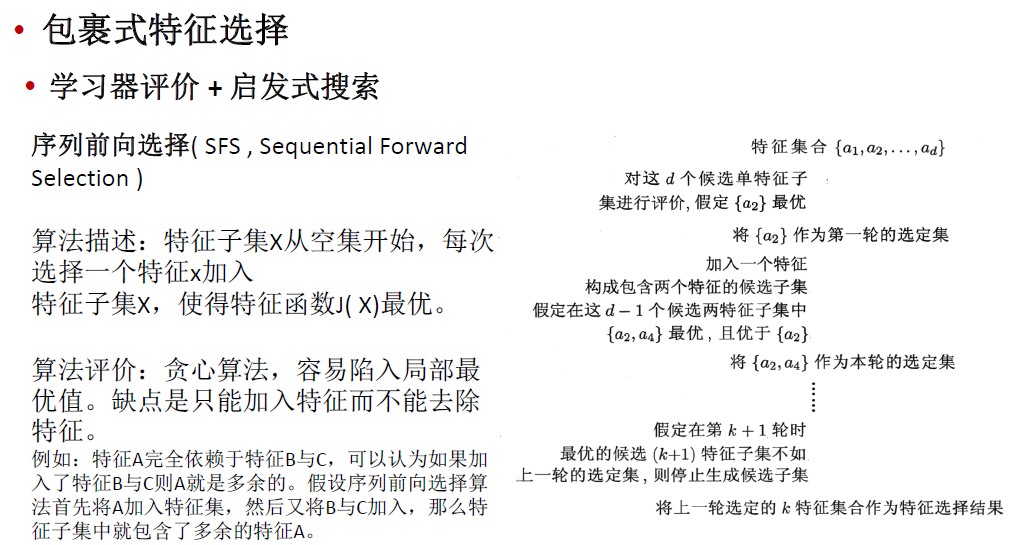 • 包裹式特征选择
• 学习器评价 + 启发式搜索
序列前向选择( SFS , Sequential Forward
Selection )
算法描述：特征子集X从空集开始，每次
选择一个特征x加入
特征子集X，使得特征函数J( X)最优。
算法评价：贪心算法，容易陷入局部最
优值。缺点是只能加入特征而不能去除
特征。
例如：特征A完全依赖于特征B与C，可以认为如果加
入了特征B与C则A就是多余的。假设序列前向选择算
法首先将A加入特征集，然后又将B与C加入，那么特
征子集中就包含了多余的特征A。
特征集合 {a₁,a₂,...,a_d}
对这 d 个候选单特征子
集进行评价, 假定 {a₂} 最优
将 {a₂} 作为第一轮的选定集
加入一个特征
构成包含两个特征的候选子集
假定在这 d－1 个候选两特征子集中
{a₂,a₄} 最优 , 且优于 {a₂}
将 {a₂,a₄} 作为本轮的选定集
假定在第 k＋1 轮时
最优的候选 (k+1) 特征子集不如
上一轮的选定集 , 则停止生成候选子集
将上一轮选定的 k 特征集合作为特征选择结果